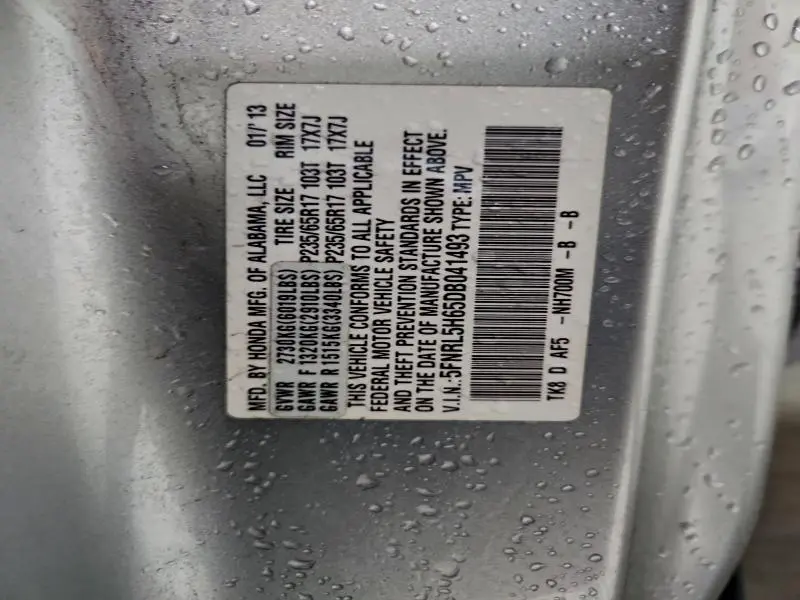 MFD. BY HONDA MFG. OF ALABAMA, LLC 01/'13
GVWR 2730KG(6019LBS) TIRE SIZE RIM SIZE
GAWR F 1320KG(2910LBS) P235/65R17 103T 17X7J
GAWR R 1515KG(3340LBS) P235/65R17 103T 17X7J
THIS VEHICLE CONFORMS TO ALL APPLICABLE
FEDERAL MOTOR VEHICLE SAFETY
AND THEFT PREVENTION STANDARDS IN EFFECT
ON THE DATE OF MANUFACTURE SHOWN ABOVE.
V.I.N.:5FNRL5H65DB041493 TYPE: MPV
TK8 D AF5 -NH700M -B -B